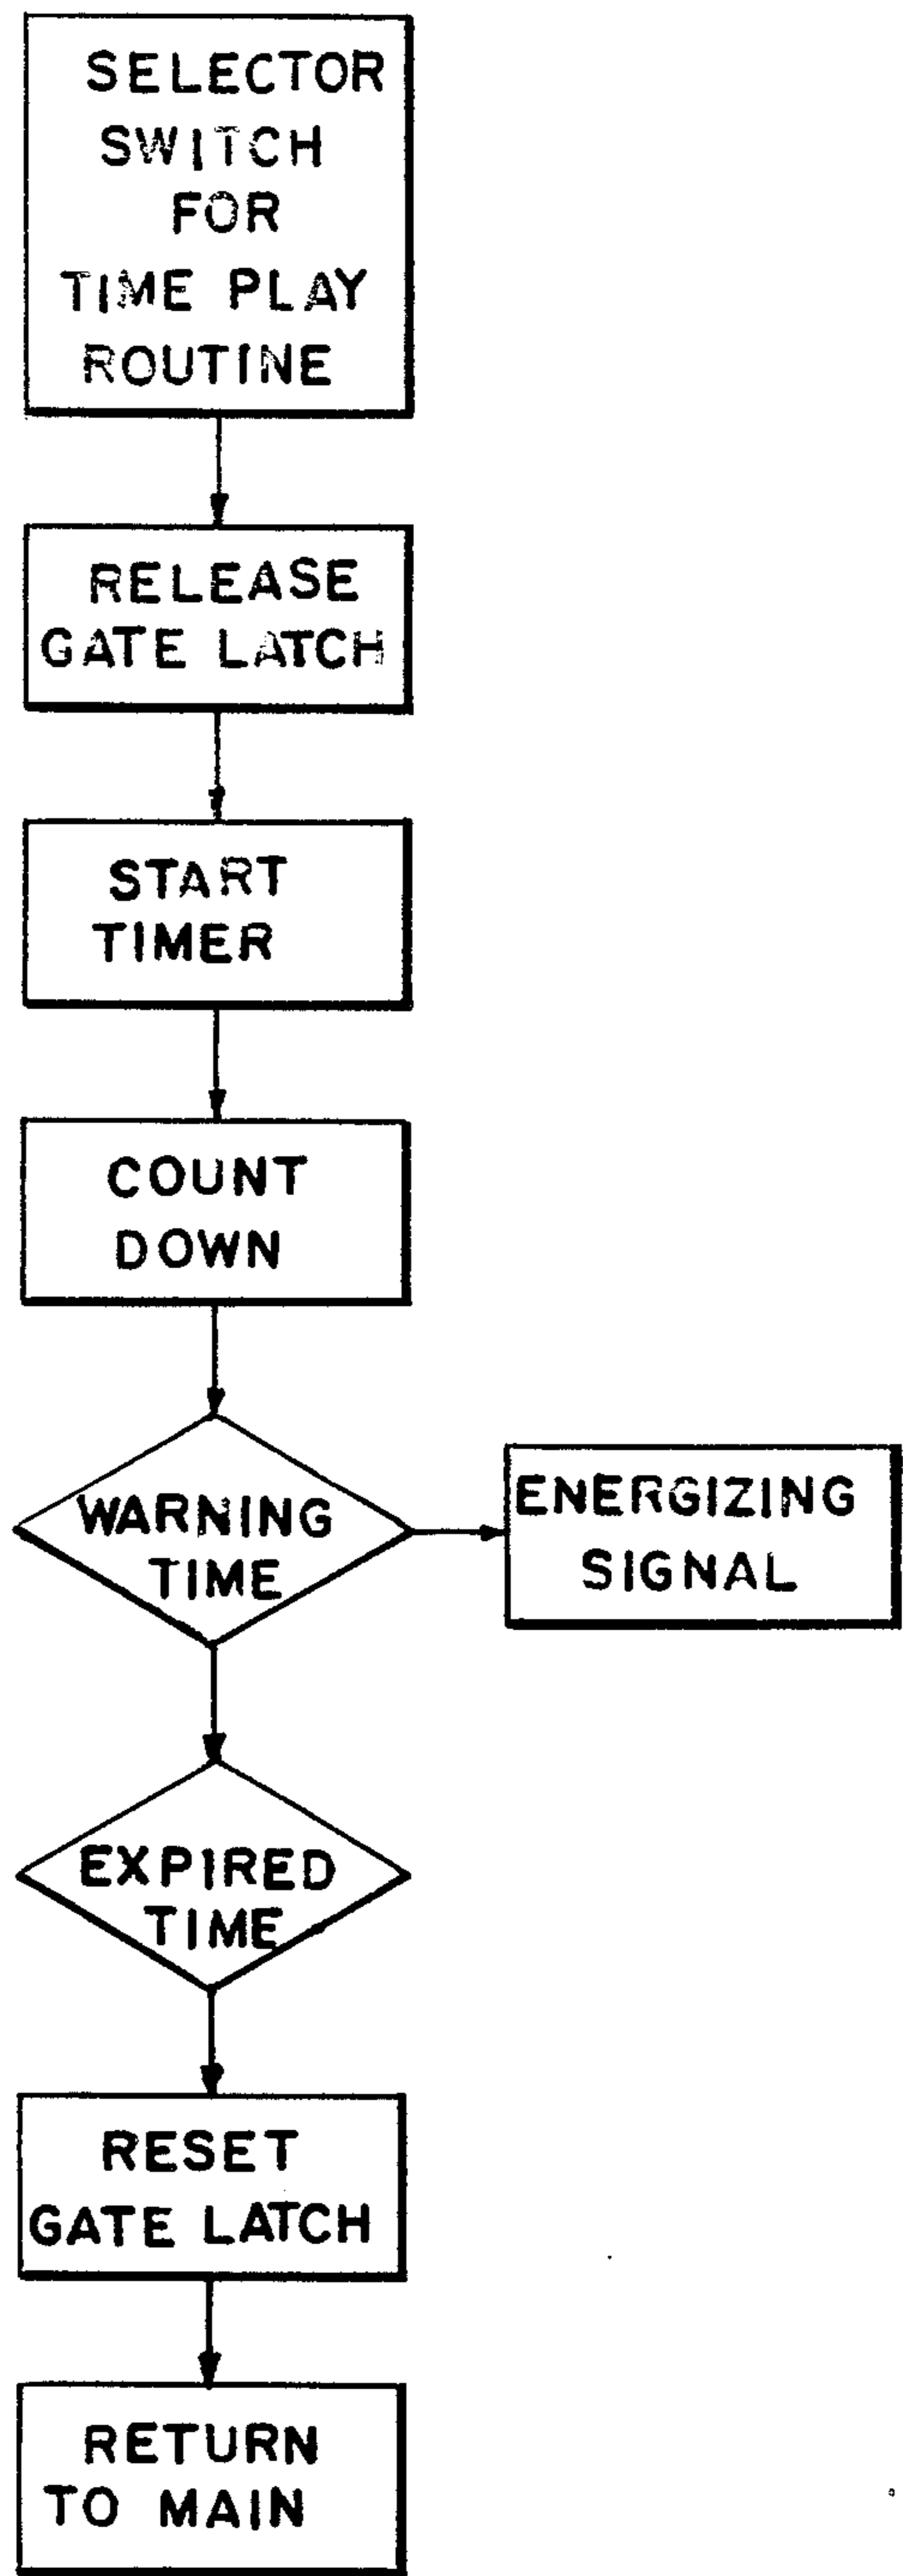 SELECTOR
SWITCH
FOR
TIME PLAY
ROUTINE
RELEASE
GATE LATCH
START
TIMER
COUNT
DOWN
WARNING
TIME
ENERGIZING
SIGNAL
EXPIRED
TIME
RESET
GATE LATCH
RETURN
TO MAIN